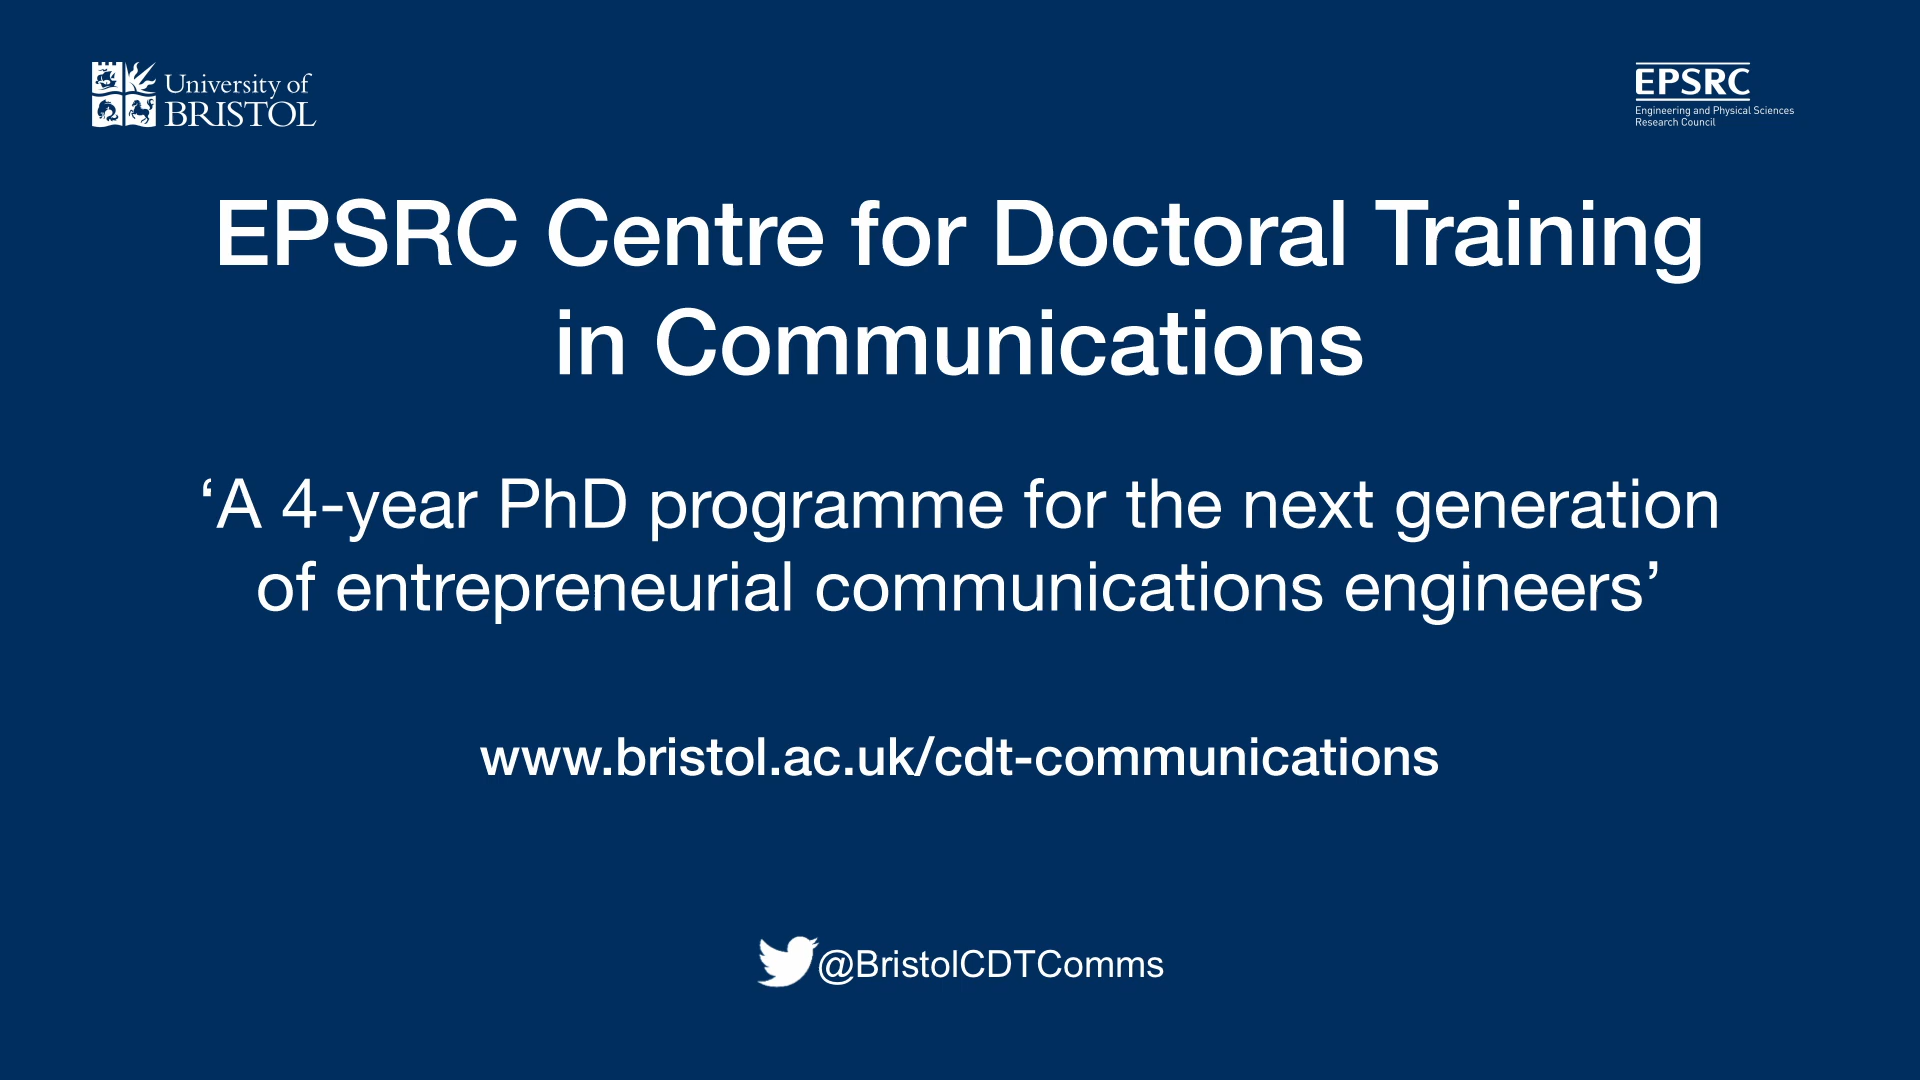 University of
BRISTOL
EPSRC
Engineering and Physical Sciences
Research Council
EPSRC Centre for Doctoral Training
in Communications
‘A 4-year PhD programme for the next generation
of entrepreneurial communications engineers’
www.bristol.ac.uk/cdt-communications
@BristolCDTComms